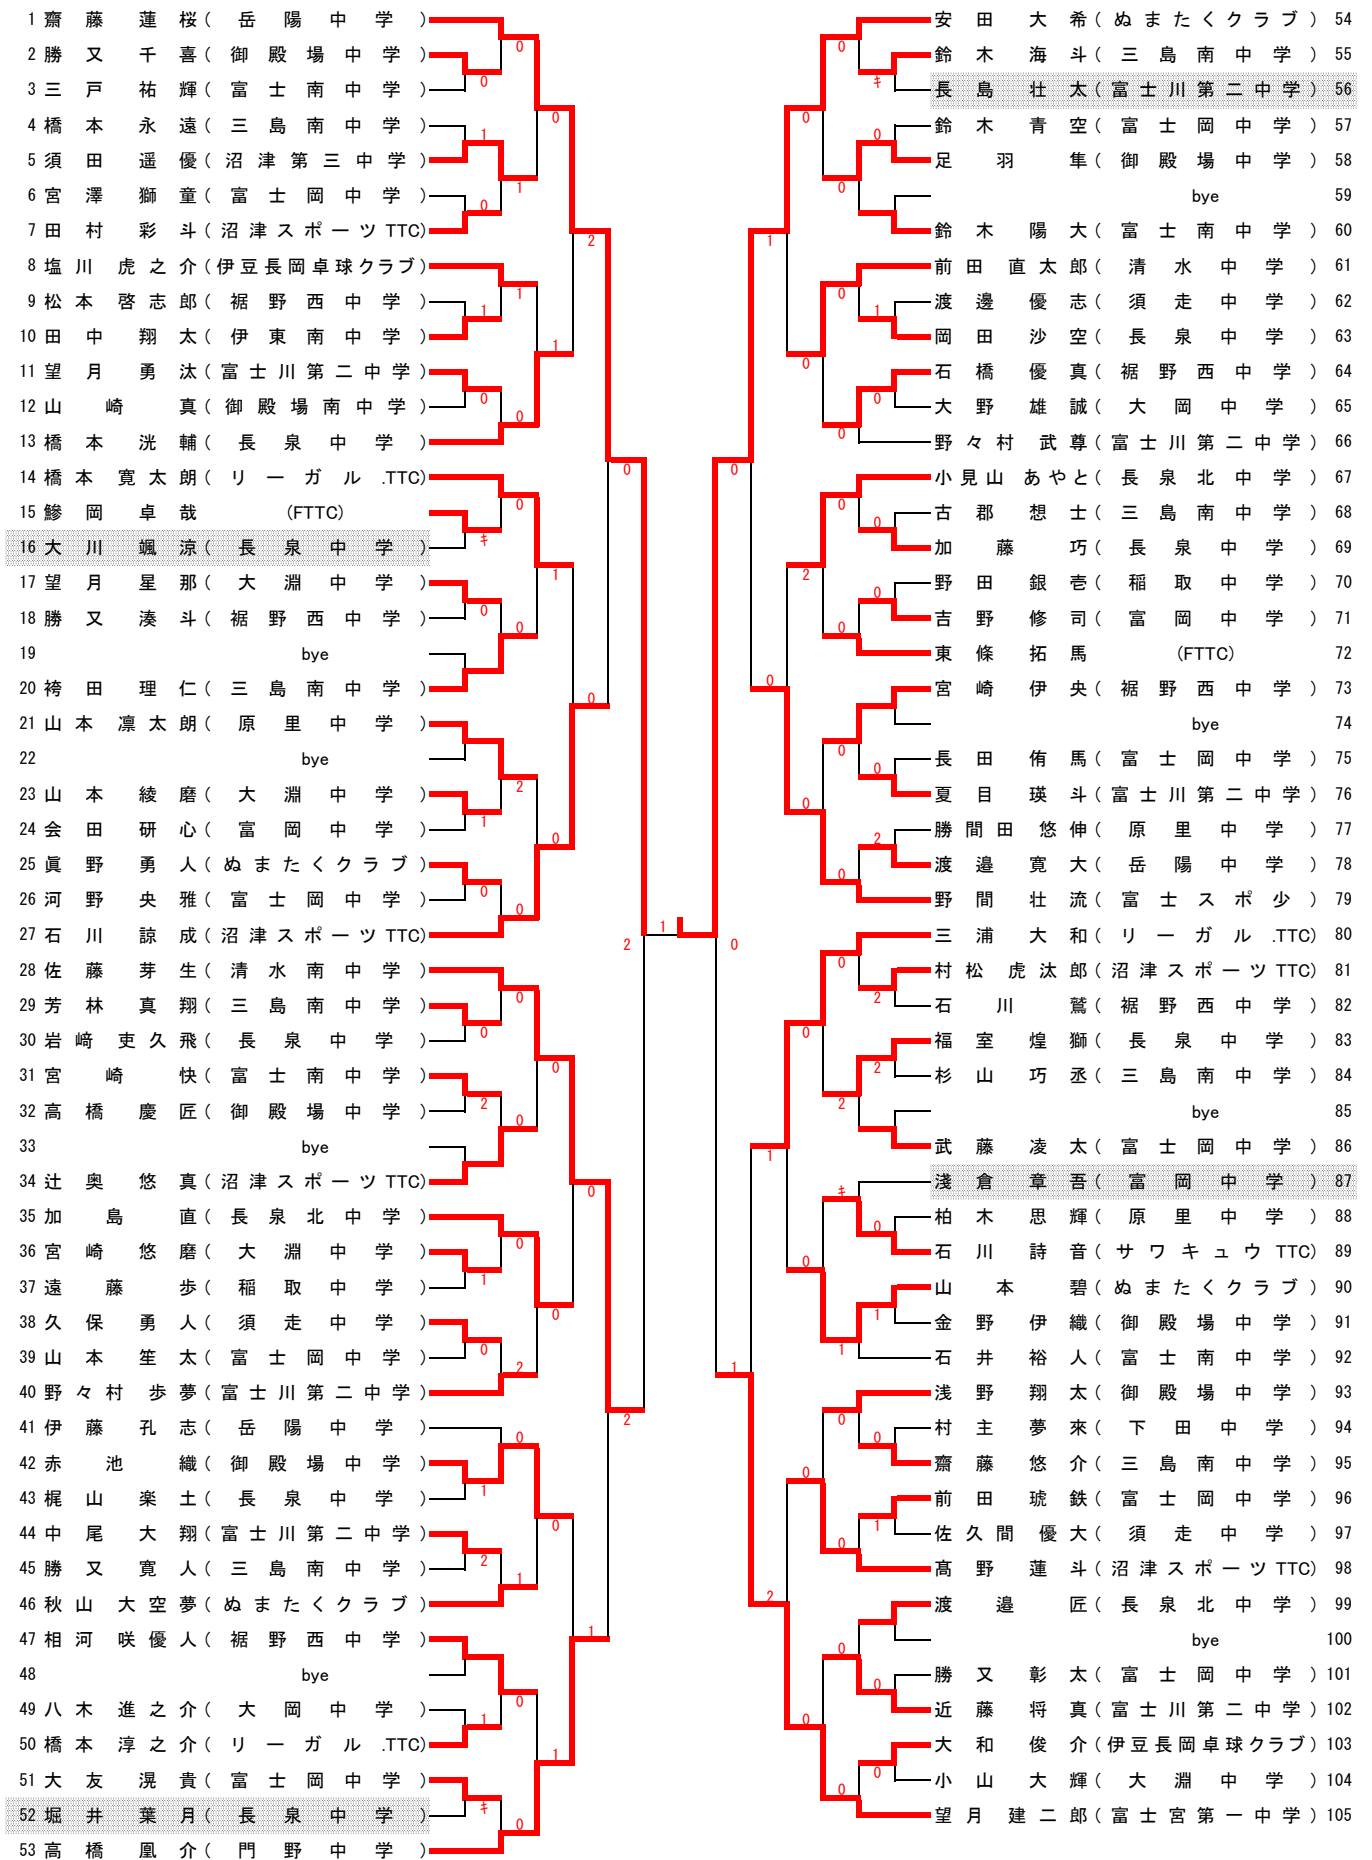 1 齋藤 蓮桜 (岳陽中学)
2 勝又 千喜 (御殿場中学)
3 三戸 祐輝 (富士南中学)
4 橋本 永遠 (三島南中学)
5 須田 遥優 (沼津第三中学)
6 宮澤 獅童 (富士岡中学)
7 田村 彩斗 (沼津スポーツTTC)
8 塩川 虎之介 (伊豆長岡卓球クラブ)
9 松本 啓志郎 (裾野西中学)
10 田中 翔太 (伊東南中学)
11 望月 勇汰 (富士川第二中学)
12 山崎 真 (御殿場南中学)
13 橋本 洸輔 (長泉中学)
14 橋本 寛太朗 (リーガル.TTC)
15 鰺岡 卓哉 (FTTC)
16 大川 颯涼 (長泉中学)
17 望月 星那 (大淵中学)
18 勝又 湊斗 (裾野西中学)
19 bye
20 袴田 理仁 (三島南中学)
21 山本 凛太朗 (原里中学)
22 bye
23 山本 綾磨 (大淵中学)
24 会田 研心 (富岡中学)
25 眞野 勇人 (ぬまたくクラブ)
26 河野 央雅 (富士岡中学)
27 石川 諒成 (沼津スポーツTTC)
28 佐藤 芽生 (清水南中学)
29 芳林 真翔 (三島南中学)
30 岩﨑 吏久飛 (長泉中学)
31 宮崎 快 (富士南中学)
32 高橋 慶匠 (御殿場中学)
33 bye
34 辻奥 悠真 (沼津スポーツTTC)
35 加島 直 (長泉北中学)
36 宮崎 悠磨 (大淵中学)
37 遠藤 歩 (稲取中学)
38 久保 勇人 (須走中学)
39 山本 笙太 (富士岡中学)
40 野々村 歩夢 (富士川第二中学)
41 伊藤 孔志 (岳陽中学)
42 赤池 織 (御殿場中学)
43 梶山 楽土 (長泉中学)
44 中尾 大翔 (富士川第二中学)
45 勝又 寛人 (三島南中学)
46 秋山 大空夢 (ぬまたくクラブ)
47 相河 咲優人 (裾野西中学)
48 bye
49 八木 進之介 (大岡中学)
50 橋本 淳之介 (リーガル.TTC)
51 大友 滉貴 (富士岡中学)
52 堀井 葉月 (長泉中学)
53 高橋 凰介 (門野中学)
安田 大希 (ぬまたくクラブ) 54
鈴木 海斗 (三島南中学) 55
長島 壮太 (富士川第二中学) 56
鈴木 青空 (富士岡中学) 57
足羽 隼 (御殿場中学) 58
bye 59
鈴木 陽大 (富士南中学) 60
前田 直太郎 (清水中学) 61
渡邊 優志 (須走中学) 62
岡田 沙空 (長泉中学) 63
石橋 優真 (裾野西中学) 64
大野 雄誠 (大岡中学) 65
野々村 武尊 (富士川第二中学) 66
小見山 あやと (長泉北中学) 67
古郡 想士 (三島南中学) 68
加藤 巧 (長泉中学) 69
野田 銀壱 (稲取中学) 70
吉野 修司 (富岡中学) 71
東條 拓馬 (FTTC) 72
宮崎 伊央 (裾野西中学) 73
bye 74
長田 侑馬 (富士岡中学) 75
夏目 瑛斗 (富士川第二中学) 76
勝間田 悠伸 (原里中学) 77
渡邉 寛大 (岳陽中学) 78
野間 壮流 (富士スポ少) 79
三浦 大和 (リーガル.TTC) 80
村松 虎汰郎 (沼津スポーツTTC) 81
石川 鷲 (裾野西中学) 82
福室 煌獅 (長泉中学) 83
杉山 巧丞 (三島南中学) 84
bye 85
武藤 凌太 (富士岡中学) 86
淺倉 章吾 (富岡中学) 87
柏木 思輝 (原里中学) 88
石川 詩音 (サワキュウTTC) 89
山本 碧 (ぬまたくクラブ) 90
金野 伊織 (御殿場中学) 91
石井 裕人 (富士南中学) 92
浅野 翔太 (御殿場中学) 93
村主 夢來 (下田中学) 94
齋藤 悠介 (三島南中学) 95
前田 琥鉄 (富士岡中学) 96
佐久間 優大 (須走中学) 97
髙野 蓮斗 (沼津スポーツTTC) 98
渡邉 匠 (長泉北中学) 99
bye 100
勝又 彰太 (富士岡中学) 101
近藤 将真 (富士川第二中学) 102
大和 俊介 (伊豆長岡卓球クラブ) 103
小山 大輝 (大淵中学) 104
望月 建二郎 (富士宮第一中学) 105